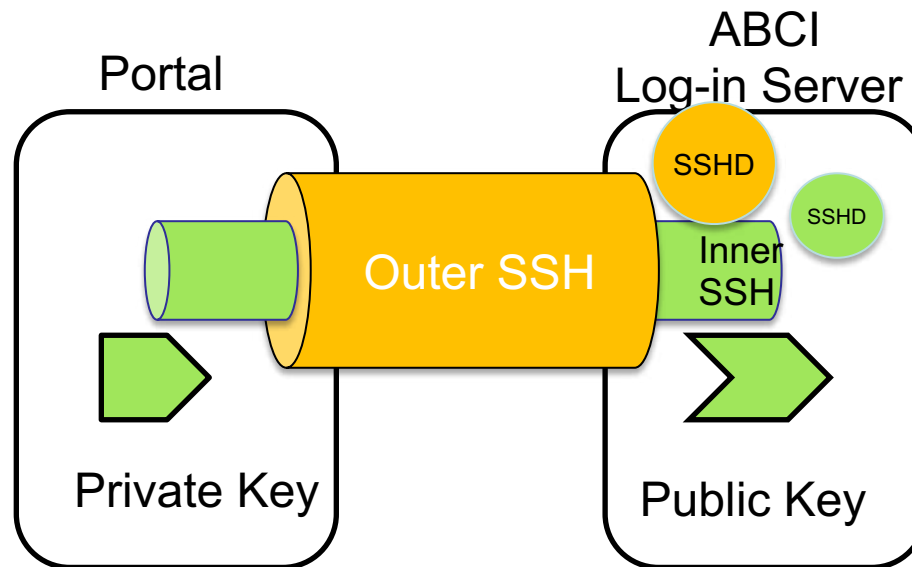 Portal
ABCI
Log-in Server
SSHD
SSHD
Outer SSH
Inner
SSH
Private Key
Public Key